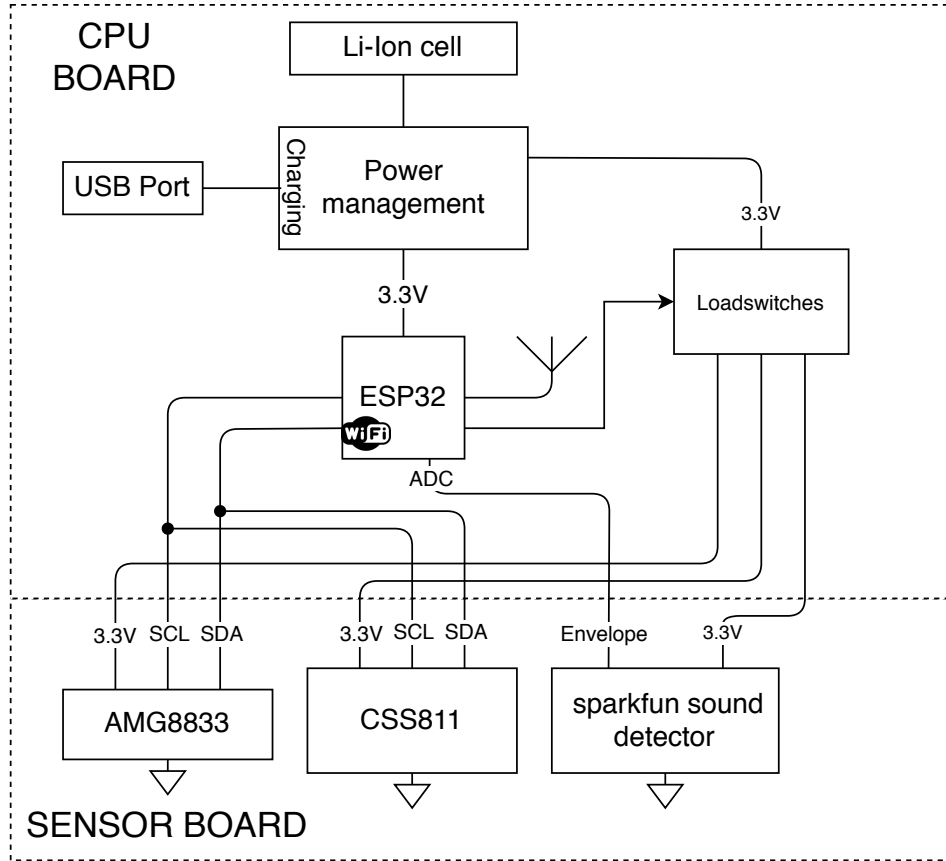 CPU
BOARD
Li-Ion cell
Charging
Power
management
USB Port
3.3V
3.3V
Loadswitches
ESP32
WiFi
ADC
3.3V SCL SDA
3.3V SCL SDA
Envelope
3.3V
AMG8833
CSS811
sparkfun sound
detector
SENSOR BOARD